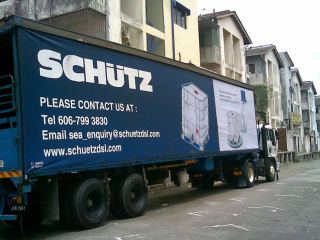 SCHÜTZ
PLEASE CONTACT US AT :
Tel 606-799 3830
Email sea_enquiry@schuetzdsl.com
www.schuetzdsl.com